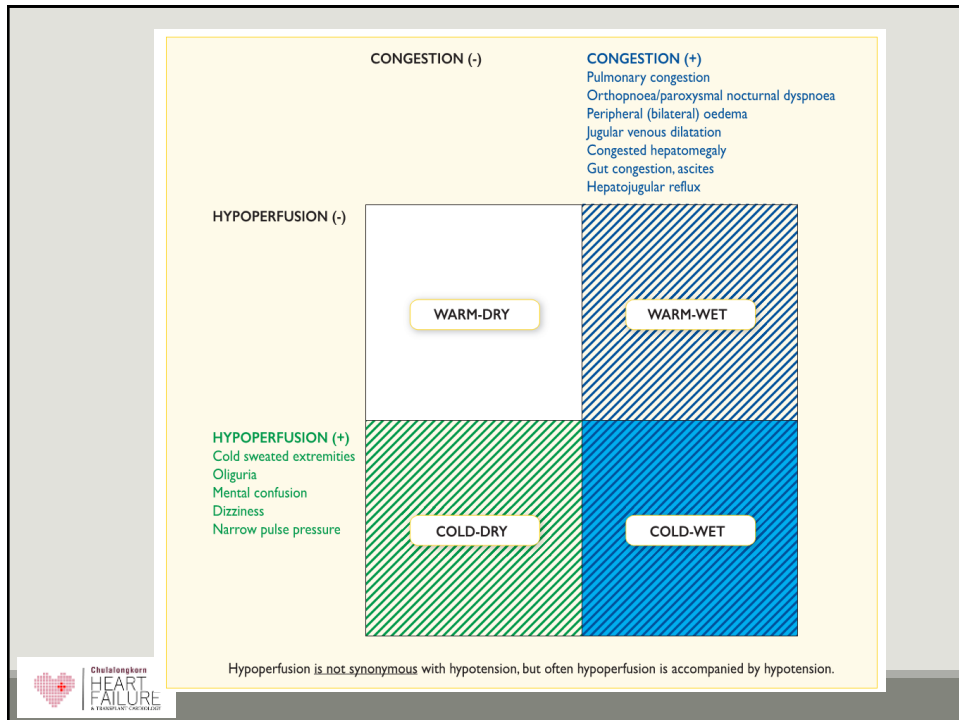 CONGESTION (-)
CONGESTION (+)
Pulmonary congestion
Orthopnoea/paroxysmal nocturnal dyspnoea
Peripheral (bilateral) oedema
Jugular venous dilatation
Congested hepatomegaly
Gut congestion, ascites
Hepatojugular reflux
HYPOPERFUSION (-)
WARM-DRY
WARM-WET
HYPOPERFUSION (+)
Cold sweated extremities
Oliguria
Mental confusion
Dizziness
Narrow pulse pressure
COLD-DRY
COLD-WET
Hypoperfusion is not synonymous with hypotension, but often hypoperfusion is accompanied by hypotension.
Chulalongkorn
HEART
FAILURE
& TRANSPLANT CARDIOLOGY